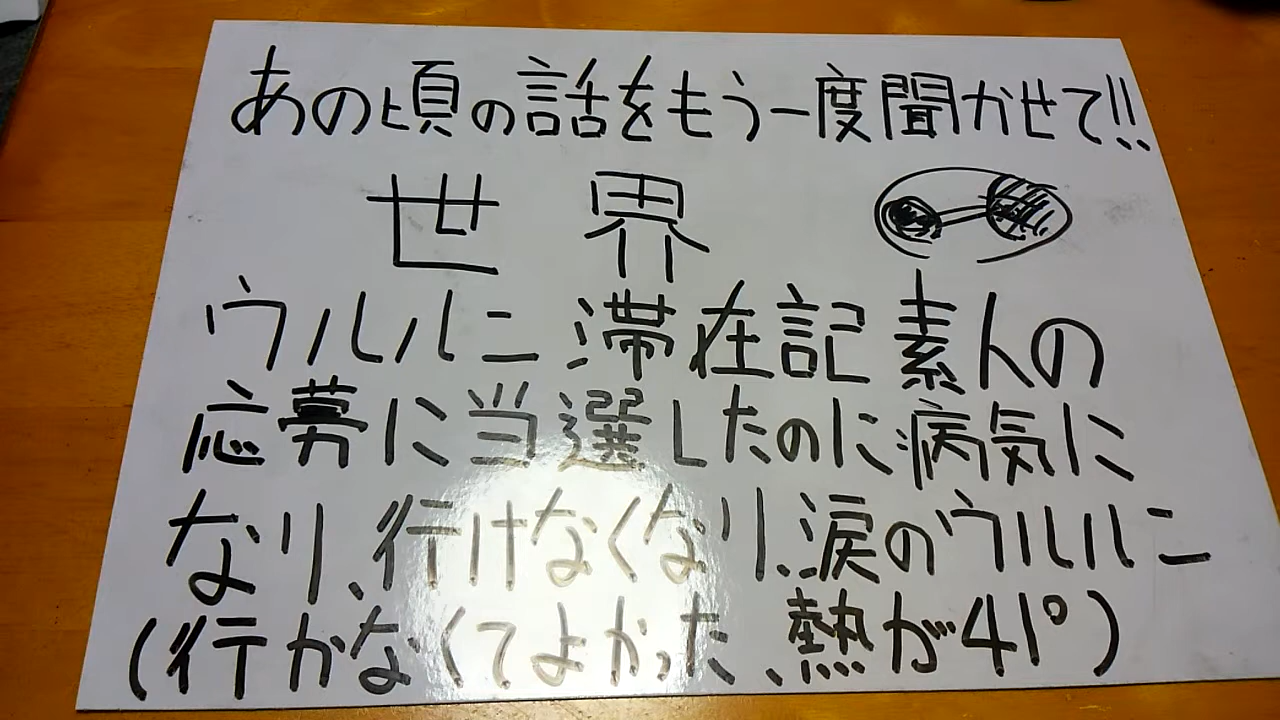 あの頃の話をもう一度聞かせて!!
世界
ウルルニ滞在記素人の
応募に当選したのに病気に
なり、行けなくなり、涙のウルルニ
(行かなくてよかった、熱が41°)